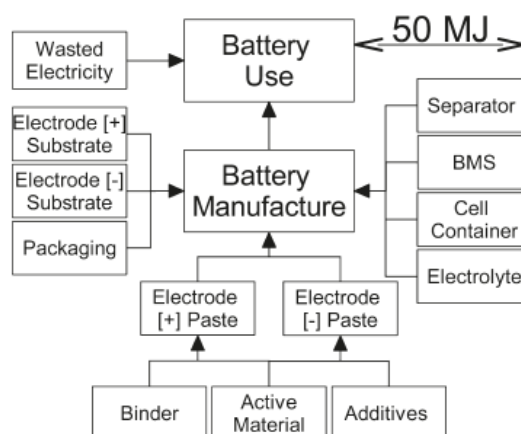 50 MJ
Battery
Use
Wasted
Electricity
Electrode [+]
Substrate
Separator
Electrode [-]
Substrate
Battery
Manufacture
BMS
Packaging
Cell
Container
Electrolyte
Electrode
[+] Paste
Electrode
[-] Paste
Binder
Active
Material
Additives